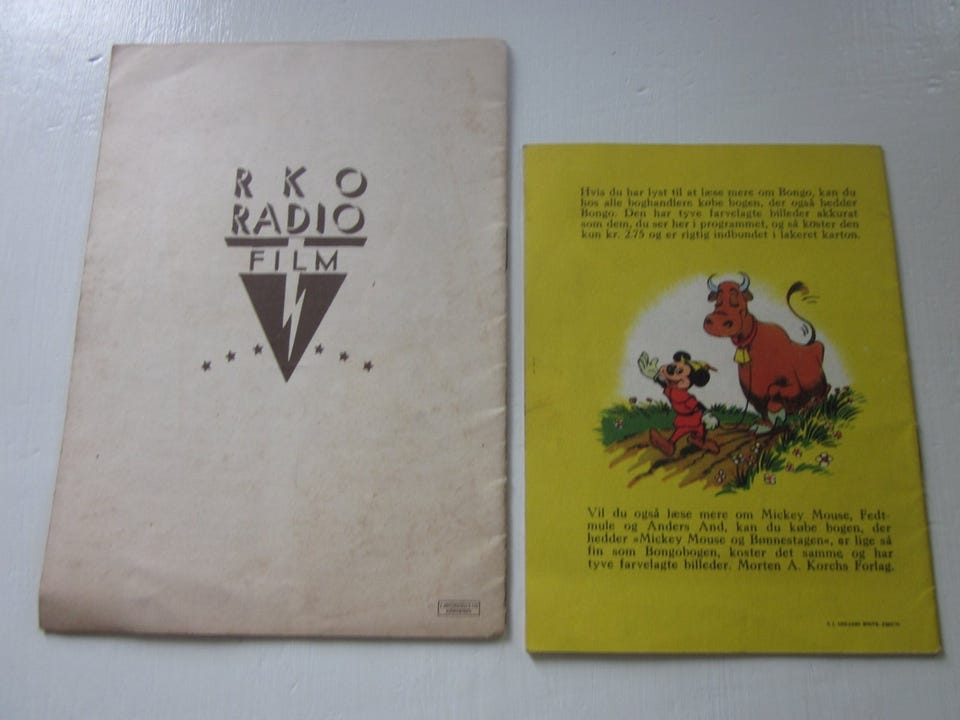 RKO
RADIO
FILM
Hvis du har lyst til at læse mere om Bongo, kan du
hos alle boghandlere købe bogen, der også hedder
Bongo. Den har tyve farvelagte billeder akkurat
som dem, du ser her i programmet, og så koster den
kun kr. 2.75 og er rigtig indbundet i lakeret karton.
Vil du også læse mere om Mickey Mouse, Fedt-
mule og Anders And, kan du købe bogen, der
hedder »Mickey Mouse og Bønnestagen«, er lige så
fin som Bongobogen, koster det samme og har
tyve farvelagte billeder. Morten A. Korchs Forlag.